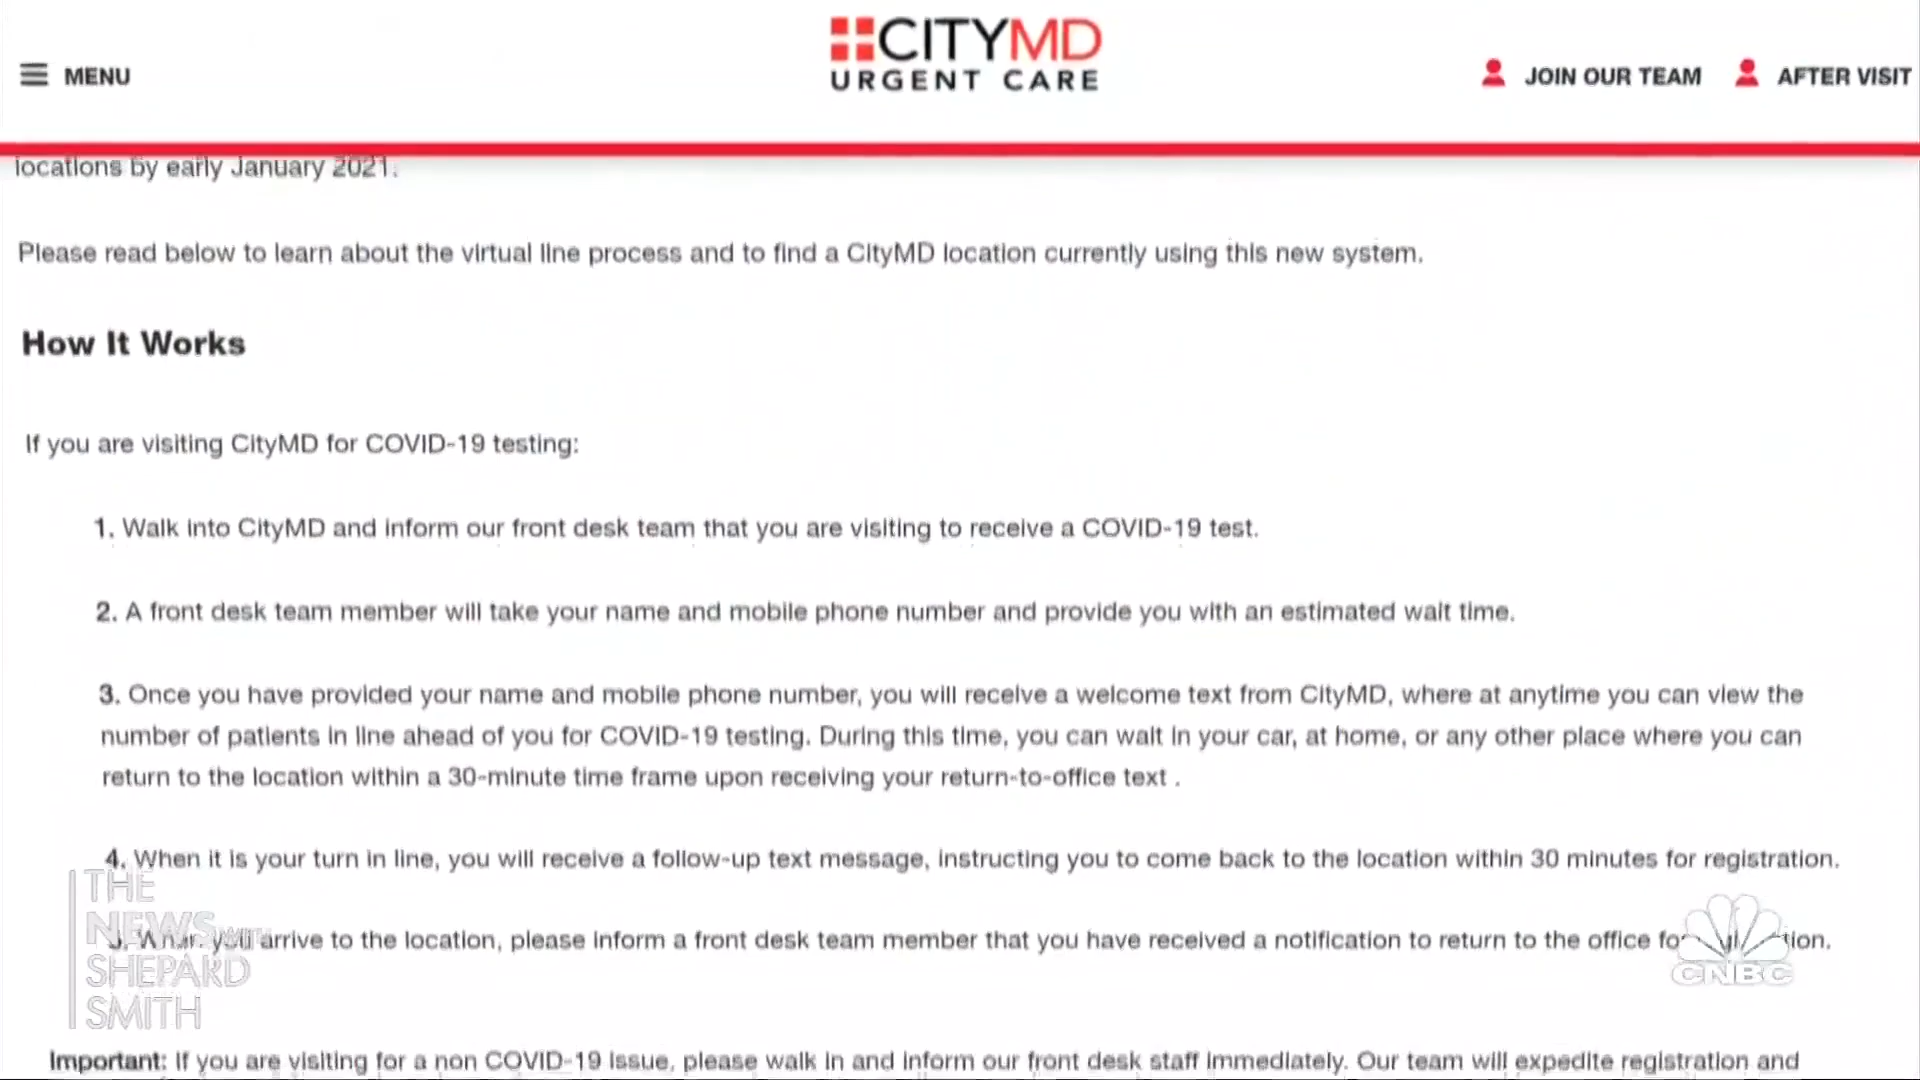 MENU
CITYMD
URGENT CARE
JOIN OUR TEAM
AFTER VISIT
locations by early January 2021.
Please read below to learn about the virtual line process and to find a CityMD location currently using this new system.
How It Works
If you are visiting CityMD for COVID-19 testing:
1. Walk into CityMD and inform our front desk team that you are visiting to receive a COVID-19 test.
2. A front desk team member will take your name and mobile phone number and provide you with an estimated wait time.
3. Once you have provided your name and mobile phone number, you will receive a welcome text from CityMD, where at anytime you can view the
number of patients in line ahead of you for COVID-19 testing. During this time, you can wait in your car, at home, or any other place where you can
return to the location within a 30-minute time frame upon receiving your return-to-office text .
4. When it is your turn in line, you will receive a follow-up text message, instructing you to come back to the location within 30 minutes for registration.
you arrive to the location, please inform a front desk team member that you have received a notification to return to the office
THE
NEWS WITH
SHEPARD
SMITH
CNBC
Important: If you are visiting for a non COVID-19 issue, please walk in and inform our front desk staff immediately. Our team will expedite registration and